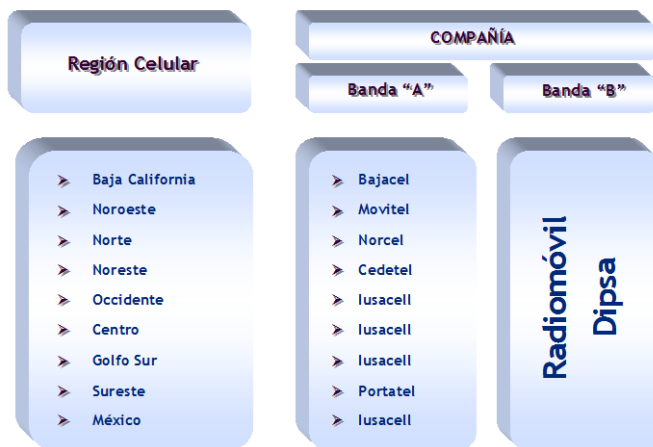 Región Celular
COMPAÑÍA
Banda “A”
Banda “B”
Baja California
Noroeste
Norte
Noreste
Occidente
Centro
Golfo Sur
Sureste
México
Bajacel
Movitel
Norcel
Cedetel
Iusacell
Iusacell
Iusacell
Portatel
Iusacell
Radiomóvil
Dipsa